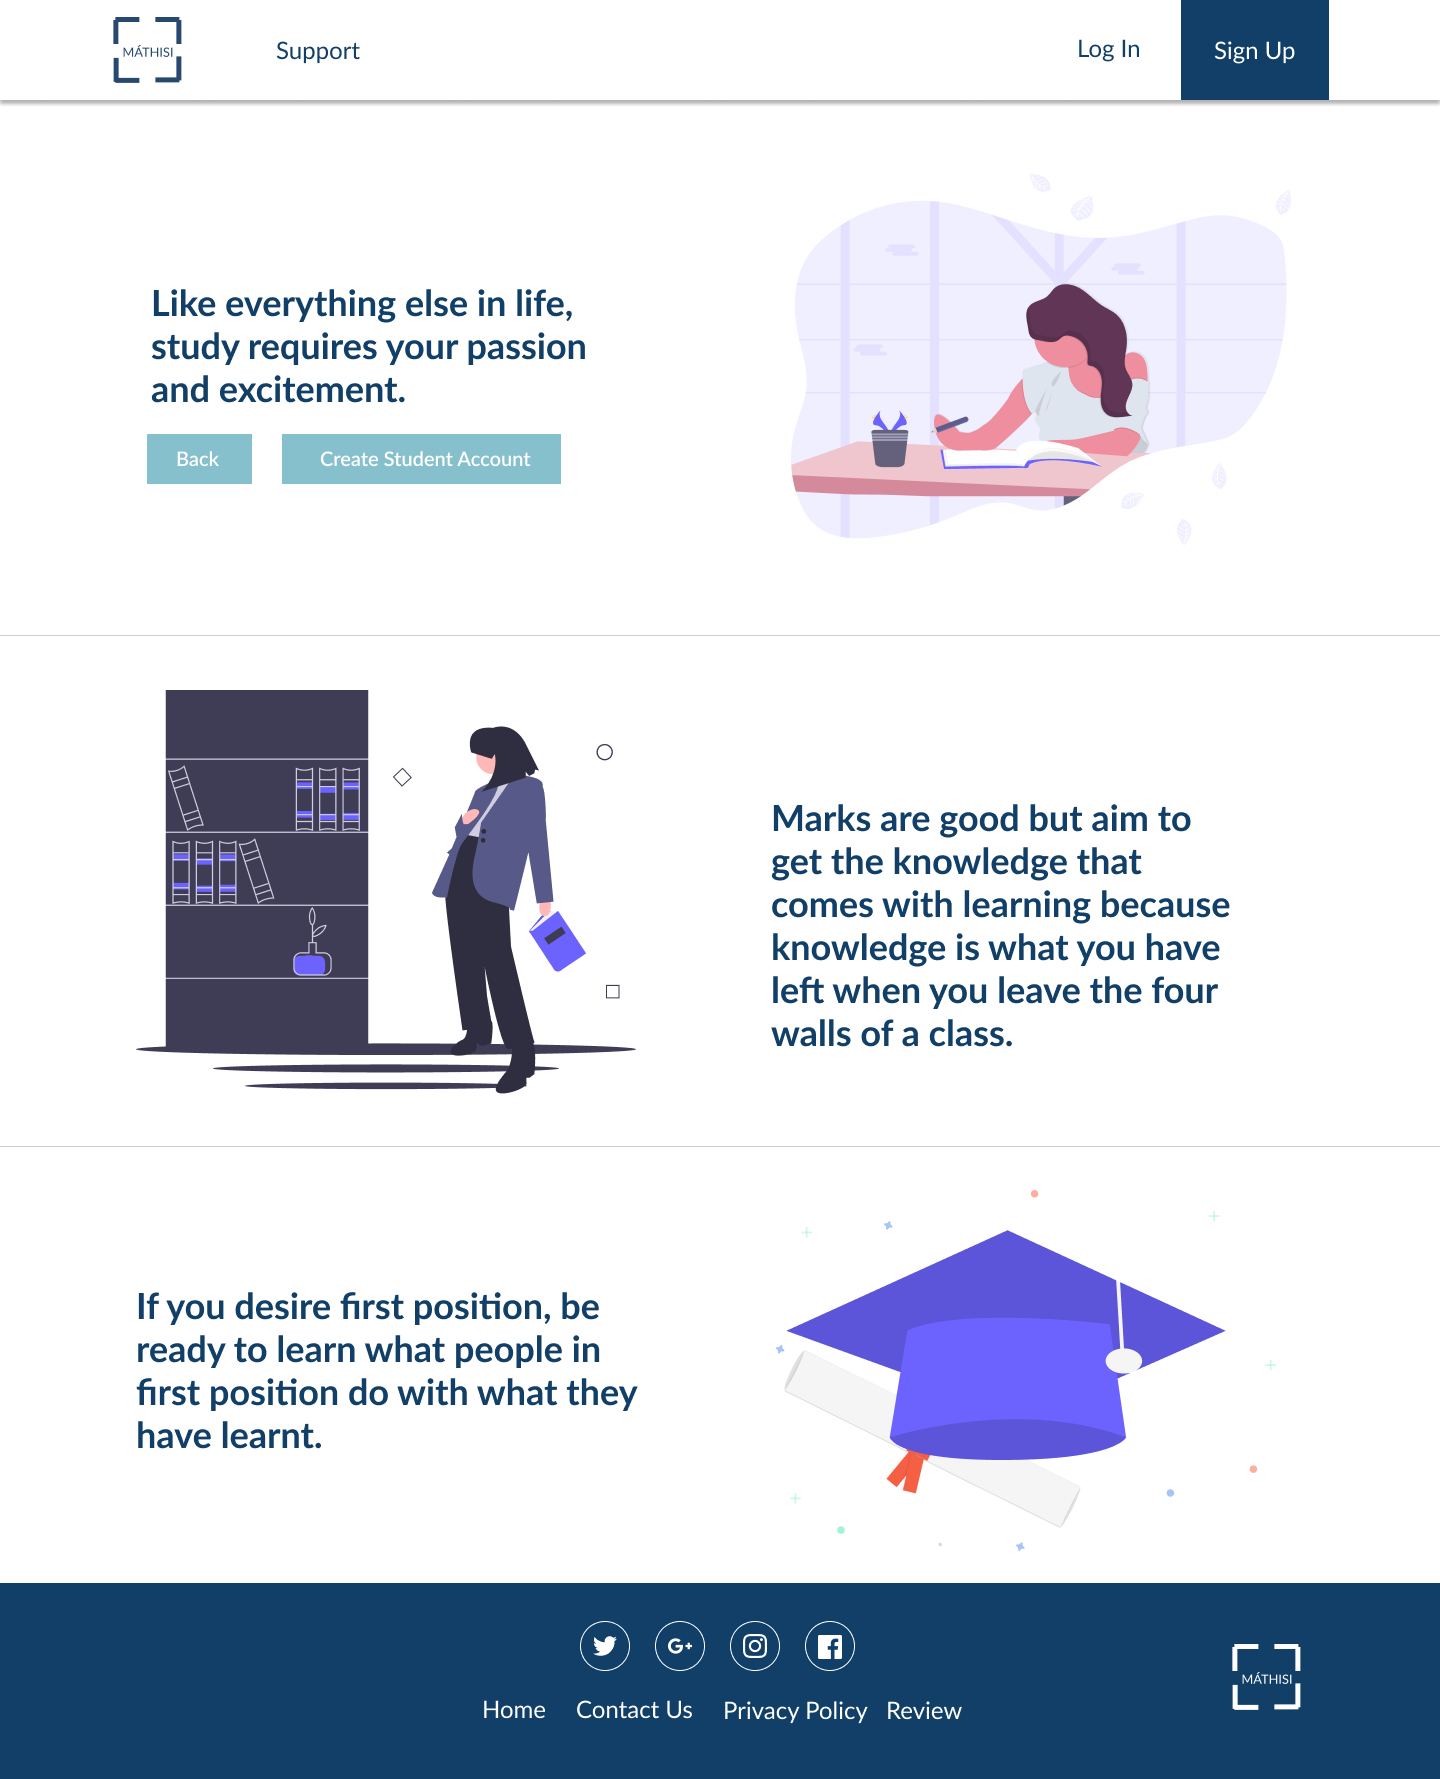 MÁTHISI
Support
Log In
Sign Up
Like everything else in life,
study requires your passion
and excitement.
Back
Create Student Account
Marks are good but aim to
get the knowledge that
comes with learning because
knowledge is what you have
left when you leave the four
walls of a class.
If you desire first position, be
ready to learn what people in
first position do with what they
have learnt.
G+
MÁTHISI
Home
Contact Us
Privacy Policy
Review